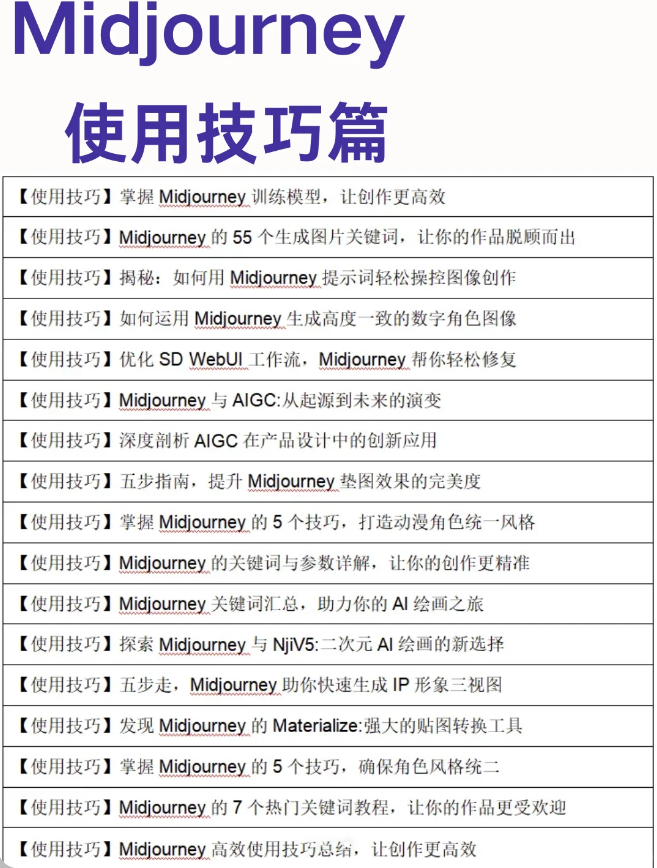 Midjourney
使用技巧篇
【使用技巧】掌握 Midjourney 训练模型，让创作更高效
【使用技巧】Midjourney 的 55 个生成图片关键词，让你的作品脱颖而出
【使用技巧】揭秘：如何用 Midjourney 提示词轻松操控图像创作
【使用技巧】如何运用 Midjourney 生成高度一致的数字角色图像
【使用技巧】优化 SD WebUI 工作流，Midjourney 帮你轻松修复
【使用技巧】Midjourney 与 AIGC:从起源到未来的演变
【使用技巧】深度剖析 AIGC 在产品设计中的创新应用
【使用技巧】五步指南，提升 Midjourney 垫图效果的完美度
【使用技巧】掌握 Midjourney 的 5 个技巧，打造动漫角色统一风格
【使用技巧】Midjourney 的关键词与参数详解，让你的创作更精准
【使用技巧】Midjourney 关键词汇总，助力你的 AI 绘画之旅
【使用技巧】探索 Midjourney 与 NjiV5:二次元 AI 绘画的新选择
【使用技巧】五步走，Midjourney 助你快速生成 IP 形象三视图
【使用技巧】发现 Midjourney 的 Materialize:强大的贴图转换工具
【使用技巧】掌握 Midjourney 的 5 个技巧，确保角色风格统二
【使用技巧】Midjourney 的 7 个热门关键词教程，让你的作品更受欢迎
【使用技巧】Midjourney 高效使用技巧总结，让创作更高效